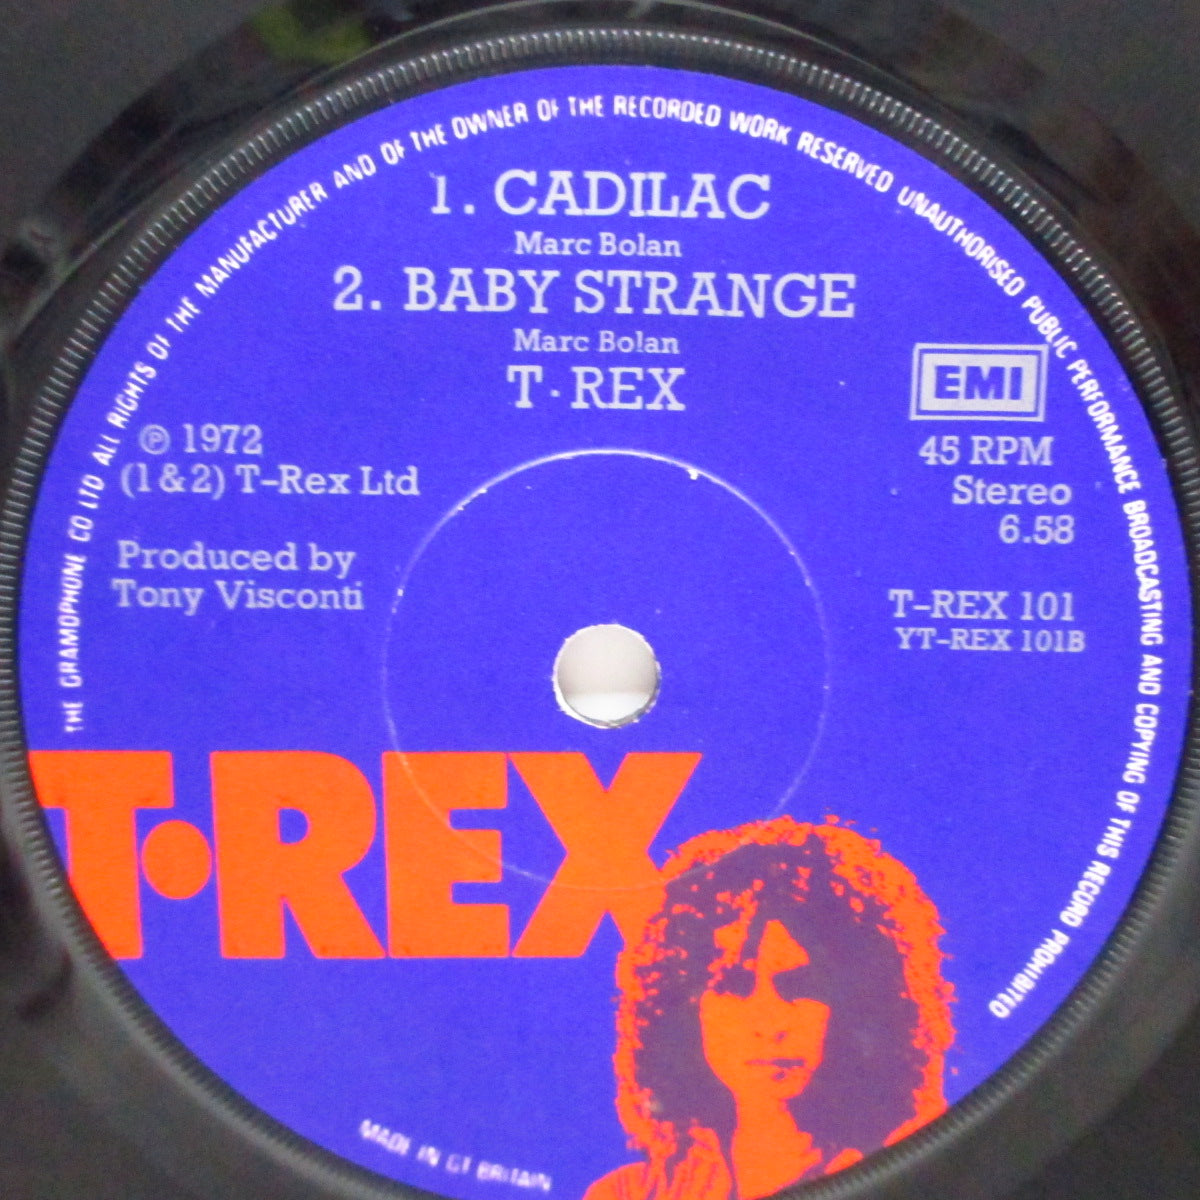 THE GRAMOPHONE CO LTD ALL RIGHTS OF THE MANUFACTURER AND OF THE OWNER OF THE RECORDED WORK RESERVED UNAUTHORISED PUBLIC PERFORMANCE BROADCASTING AND COPYING OF THIS RECORD PROHIBITED
1. CADILAC
Marc Bolan
2. BABY STRANGE
Marc Bolan
T·REX
℗ 1972
(1 & 2) T-Rex Ltd
Produced by
Tony Visconti
EMI
45 RPM
Stereo
6.58
T-REX 101
YT-REX 101B
T·REX
MADE IN GT BRITAIN